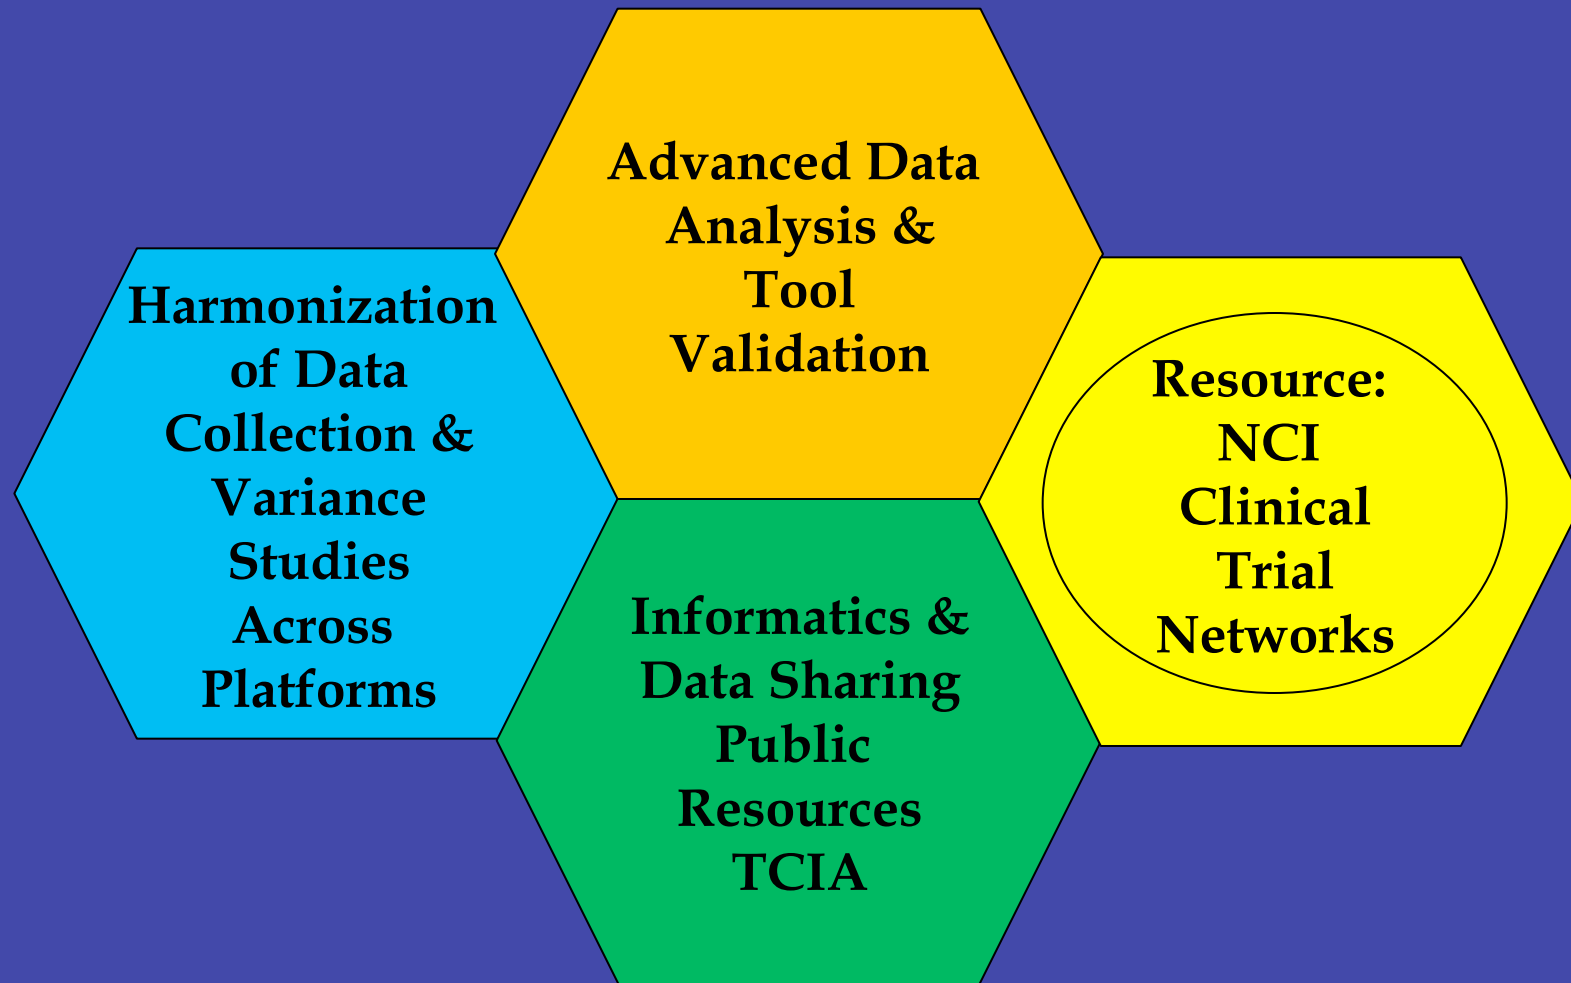 Advanced Data
Analysis &
Tool
Validation
Harmonization
of Data
Collection &
Variance
Studies
Across
Platforms
Resource:
NCI
Clinical
Trial
Networks
Informatics &
Data Sharing
Public
Resources
TCIA